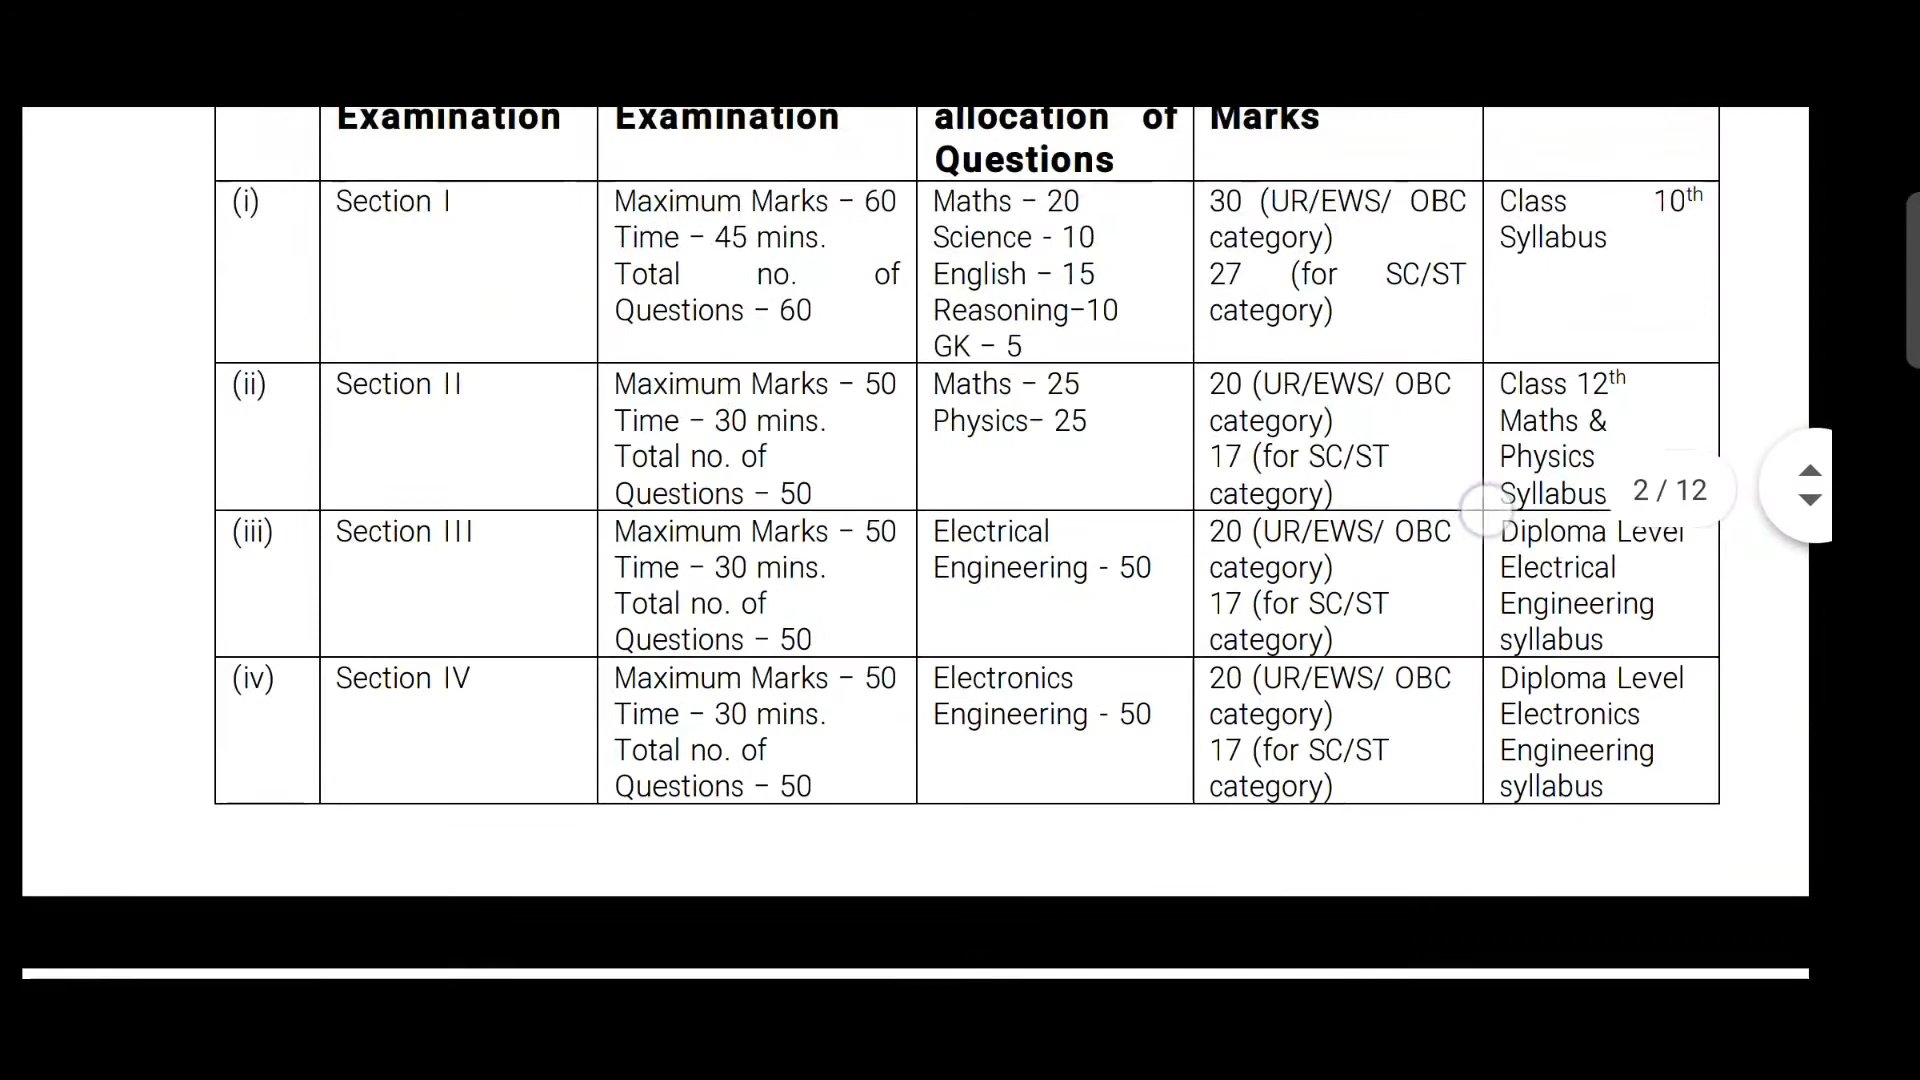 Examination
Examination
allocation of
Questions
Marks
(i)
Section I
Maximum Marks – 60
Time – 45 mins.
Total no. of
Questions – 60
Maths – 20
Science - 10
English – 15
Reasoning–10
GK – 5
30 (UR/EWS/ OBC
category)
27 (for SC/ST
category)
Class 10th
Syllabus
(ii)
Section II
Maximum Marks – 50
Time – 30 mins.
Total no. of
Questions – 50
Maths – 25
Physics– 25
20 (UR/EWS/ OBC
category)
17 (for SC/ST
category)
Class 12th
Maths &
Physics
Syllabus
2 / 12
(iii)
Section III
Maximum Marks – 50
Time – 30 mins.
Total no. of
Questions – 50
Electrical
Engineering - 50
20 (UR/EWS/ OBC
category)
17 (for SC/ST
category)
Diploma Level
Electrical
Engineering
syllabus
(iv)
Section IV
Maximum Marks – 50
Time – 30 mins.
Total no. of
Questions – 50
Electronics
Engineering - 50
20 (UR/EWS/ OBC
category)
17 (for SC/ST
category)
Diploma Level
Electronics
Engineering
syllabus